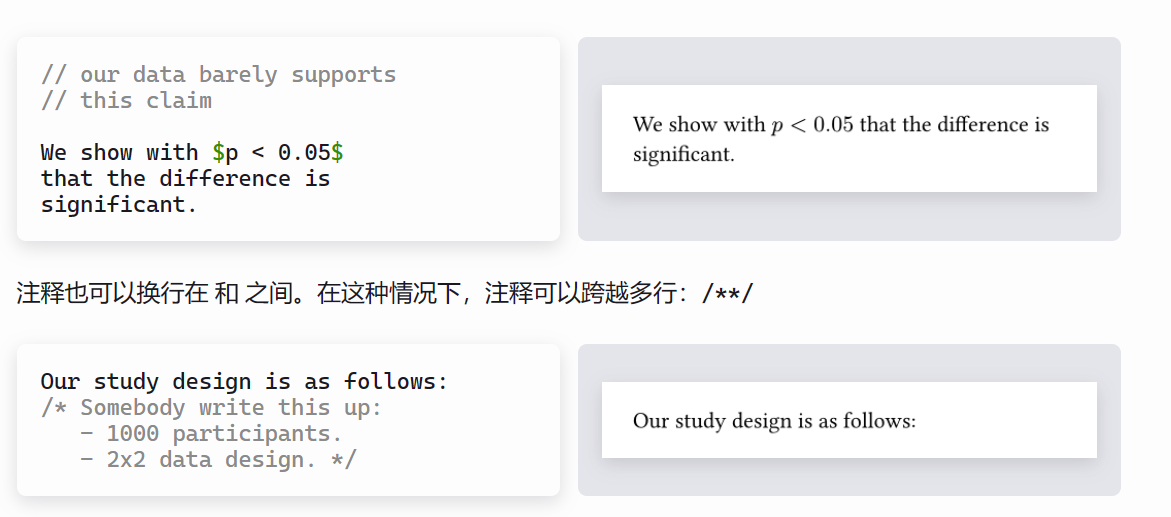 // our data barely supports
// this claim
We show with $p < 0.05$
that the difference is
significant.
We show with p < 0.05 that the difference is
significant.
注释也可以换行在 和 之间。在这种情况下，注释可以跨越多行：/**/
Our study design is as follows:
/* Somebody write this up:
   - 1000 participants.
   - 2x2 data design. */
Our study design is as follows: